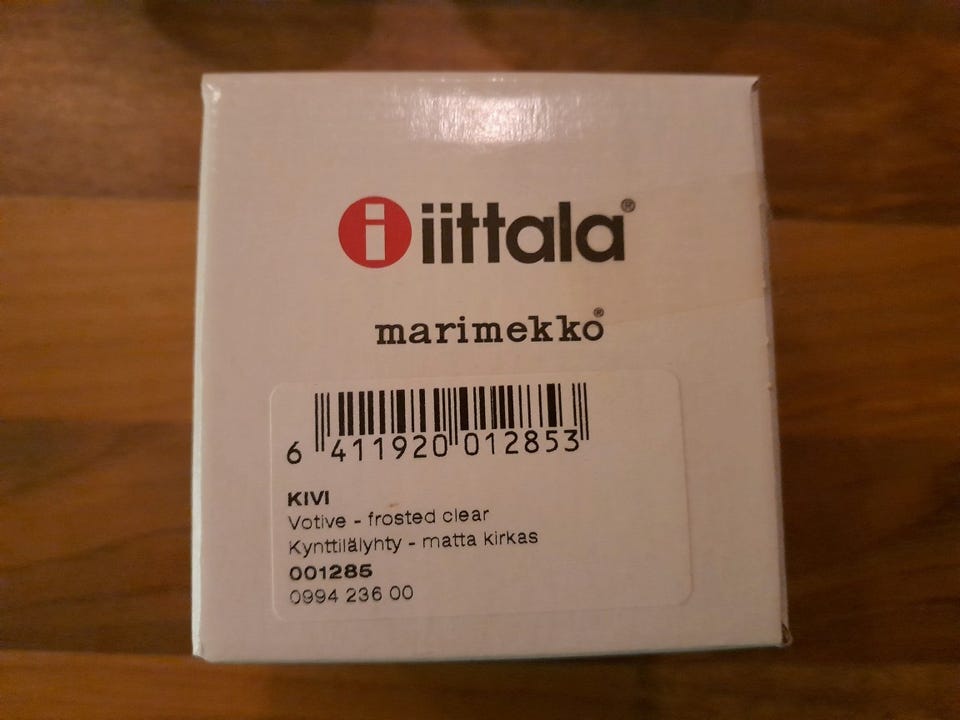 i iittala®
marimekko®
6 411920 012853
KIVI
Votive - frosted clear
Kynttilälyhty - matta kirkas
001285
0994 236 00